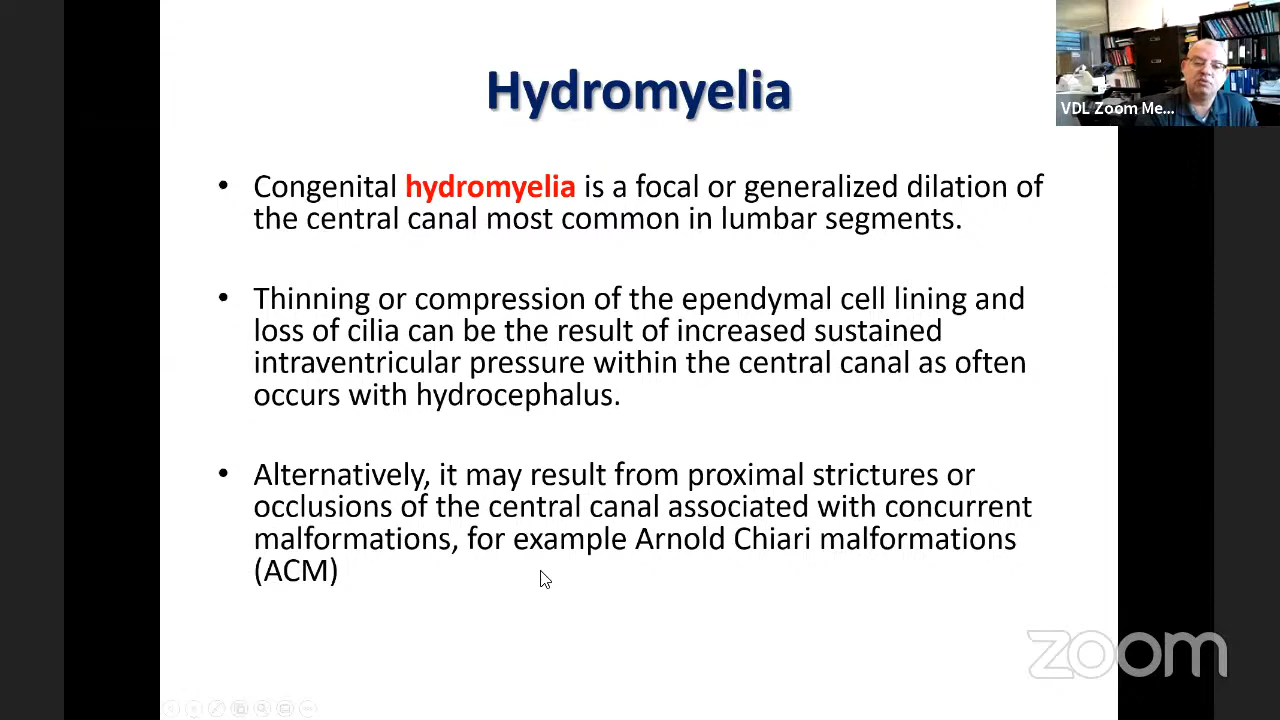 Hydromyelia
VDL Zoom Me...
• Congenital hydromyelia is a focal or generalized dilation of
the central canal most common in lumbar segments.
• Thinning or compression of the ependymal cell lining and
loss of cilia can be the result of increased sustained
intraventricular pressure within the central canal as often
occurs with hydrocephalus.
• Alternatively, it may result from proximal strictures or
occlusions of the central canal associated with concurrent
malformations, for example Arnold Chiari malformations
(ACM)
zoom